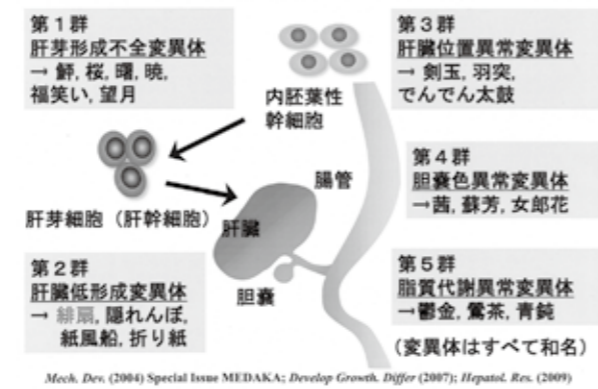 第1群
肝芽形成不全変異体
→ 鮃, 桜, 曙, 暁,
福笑い, 望月
内胚葉性
幹細胞
第3群
肝臓位置異常変異体
→ 剣玉, 羽突,
でんでん太鼓
第4群
胆嚢色異常変異体
→茜, 蘇芳, 女郎花
腸管
肝芽細胞(肝幹細胞)
肝臓
胆嚢
第2群
肝臓低形成変異体
→ 緋扇, 隠れんぼ,
紙風船, 折り紙
第5群
脂質代謝異常変異体
→鬱金, 鶯茶, 青鈍
(変異体はすべて和名)
Mech. Dev. (2004) Special Issue MEDAKA; Develop Growth. Differ (2007); Hepatol. Res. (2009)